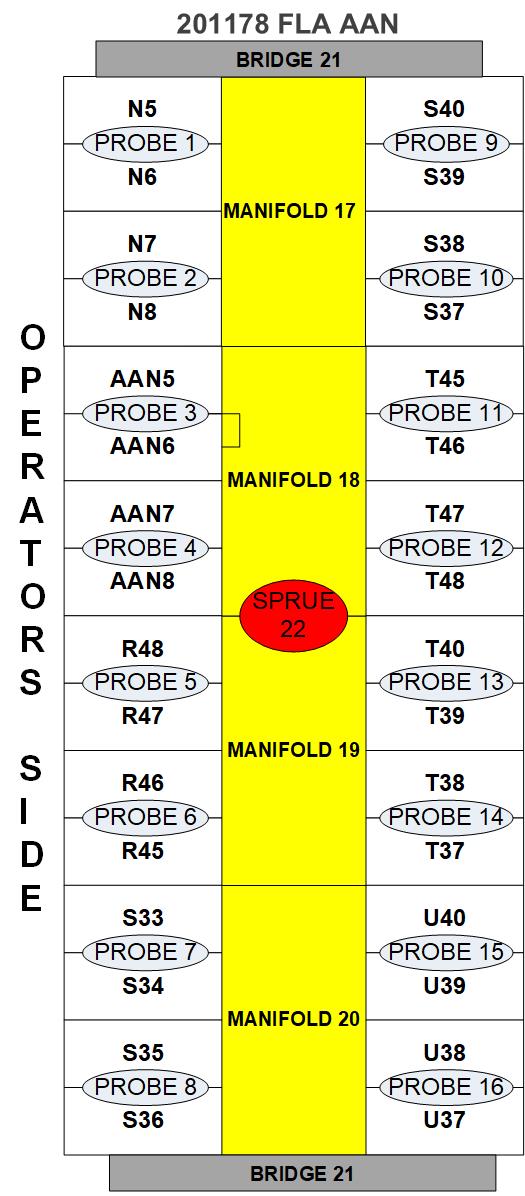 201178 FLA AAN
BRIDGE 21
N5
S40
PROBE 1
PROBE 9
N6
S39
MANIFOLD 17
N7
S38
PROBE 2
PROBE 10
N8
S37
OPERATORS SIDE
AAN5
T45
PROBE 3
PROBE 11
AAN6
T46
MANIFOLD 18
AAN7
T47
PROBE 4
PROBE 12
AAN8
T48
SPRUE
22
R48
T40
PROBE 5
PROBE 13
R47
T39
MANIFOLD 19
R46
T38
PROBE 6
PROBE 14
R45
T37
S33
U40
PROBE 7
PROBE 15
S34
U39
MANIFOLD 20
S35
U38
PROBE 8
PROBE 16
S36
U37
BRIDGE 21